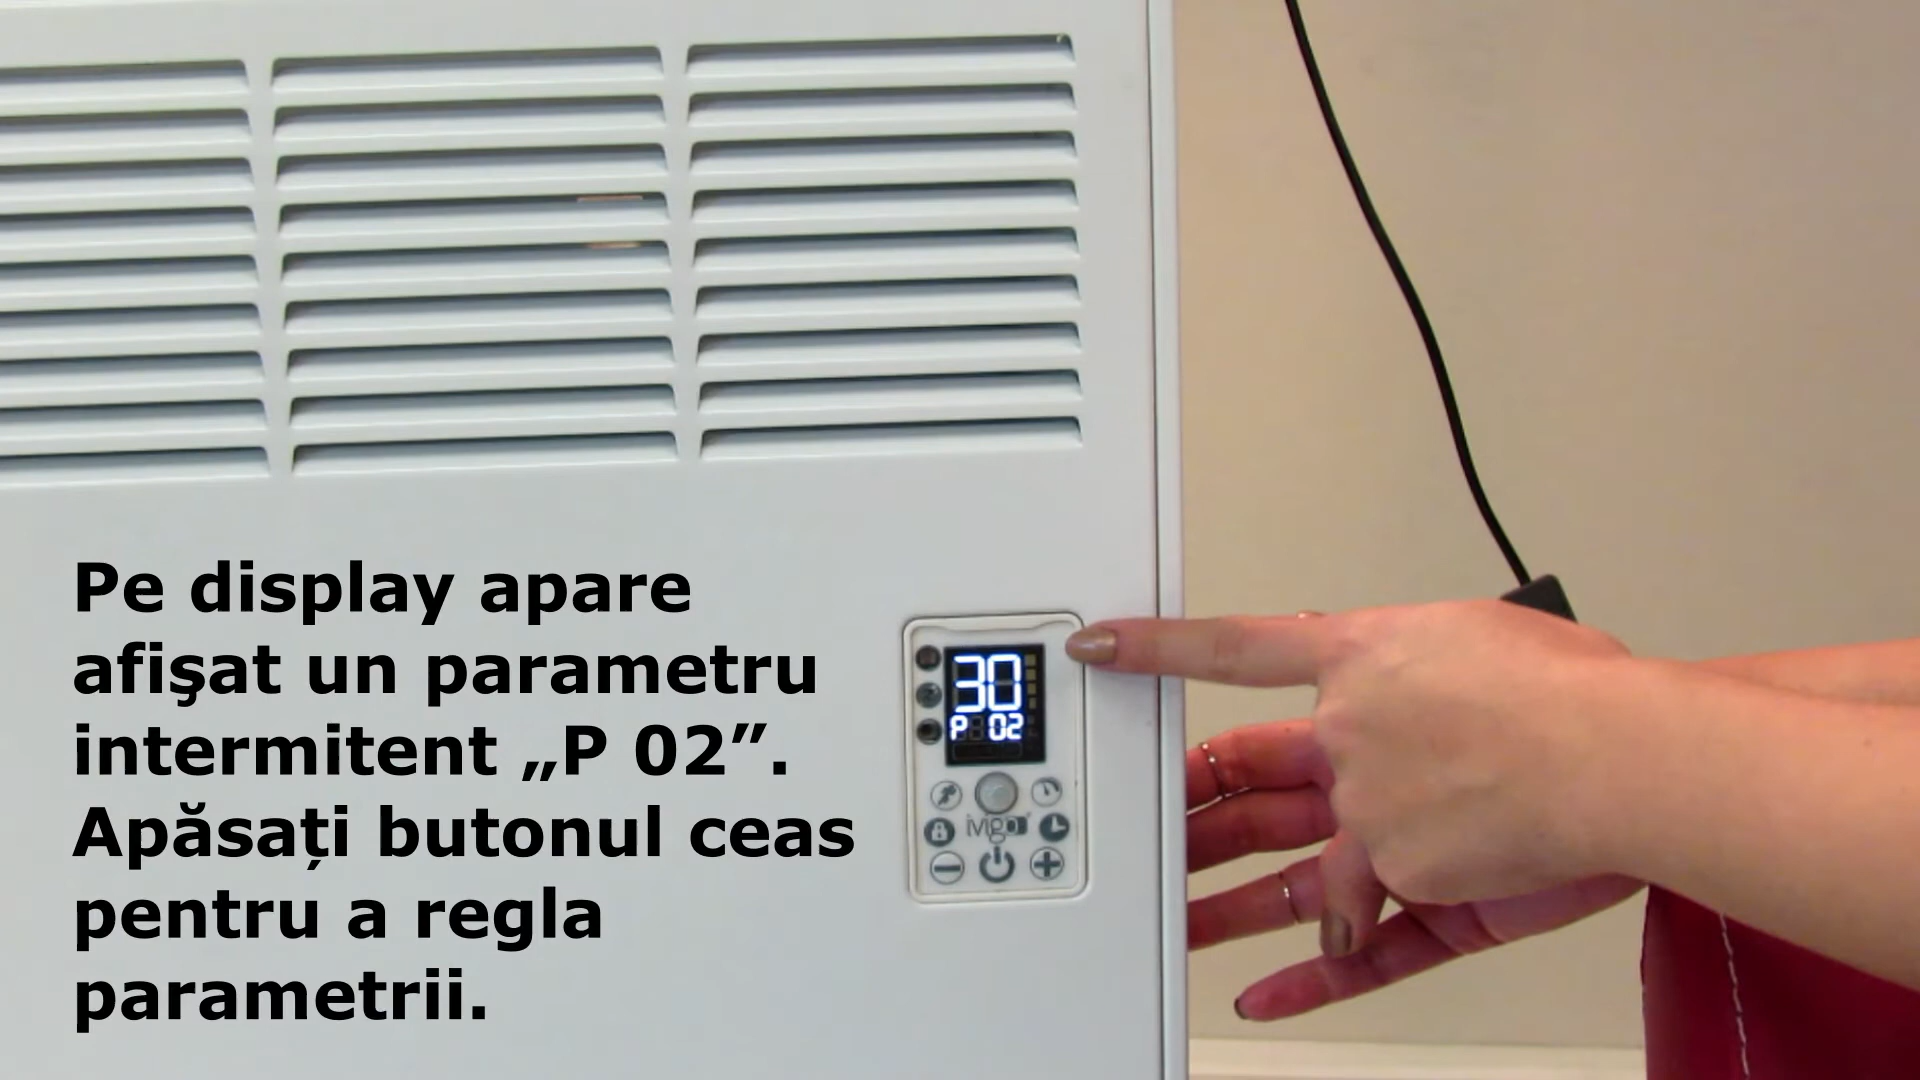 Pe display apare
afişat un parametru
intermitent „P 02”.
Apăsați butonul ceas
pentru a regla
parametrii.
30
P 02
ivigo